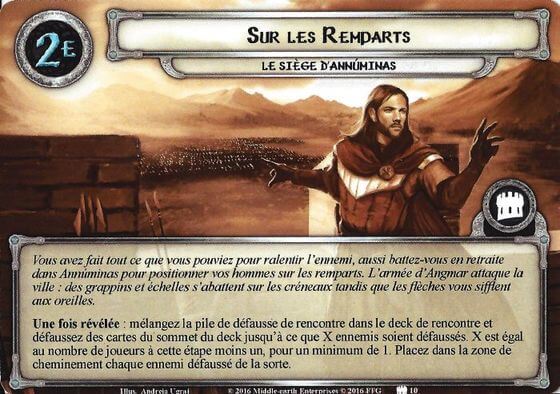 2E
SUR LES REMPARTS
LE SIÈGE D'ANNÚMINAS
Vous avez fait tout ce que vous pouviez pour ralentir l'ennemi, aussi battez-vous en retraite
dans Annúminas pour positionner vos hommes sur les remparts. L'armée d'Angmar attaque la
ville : des grappins et échelles s'abattent sur les créneaux tandis que les flèches vous sifflent
aux oreilles.
Une fois révélée : mélangez la pile de défausse de rencontre dans le deck de rencontre et
défaussez des cartes du sommet du deck jusqu'à ce que X ennemis soient défaussés. X est égal
au nombre de joueurs à cette étape moins un, pour un minimum de 1. Placez dans la zone de
cheminement chaque ennemi défaussé de la sorte.
Illus. Andreia Ugrai © 2016 Middle-earth Enterprises © 2016 FFG 10